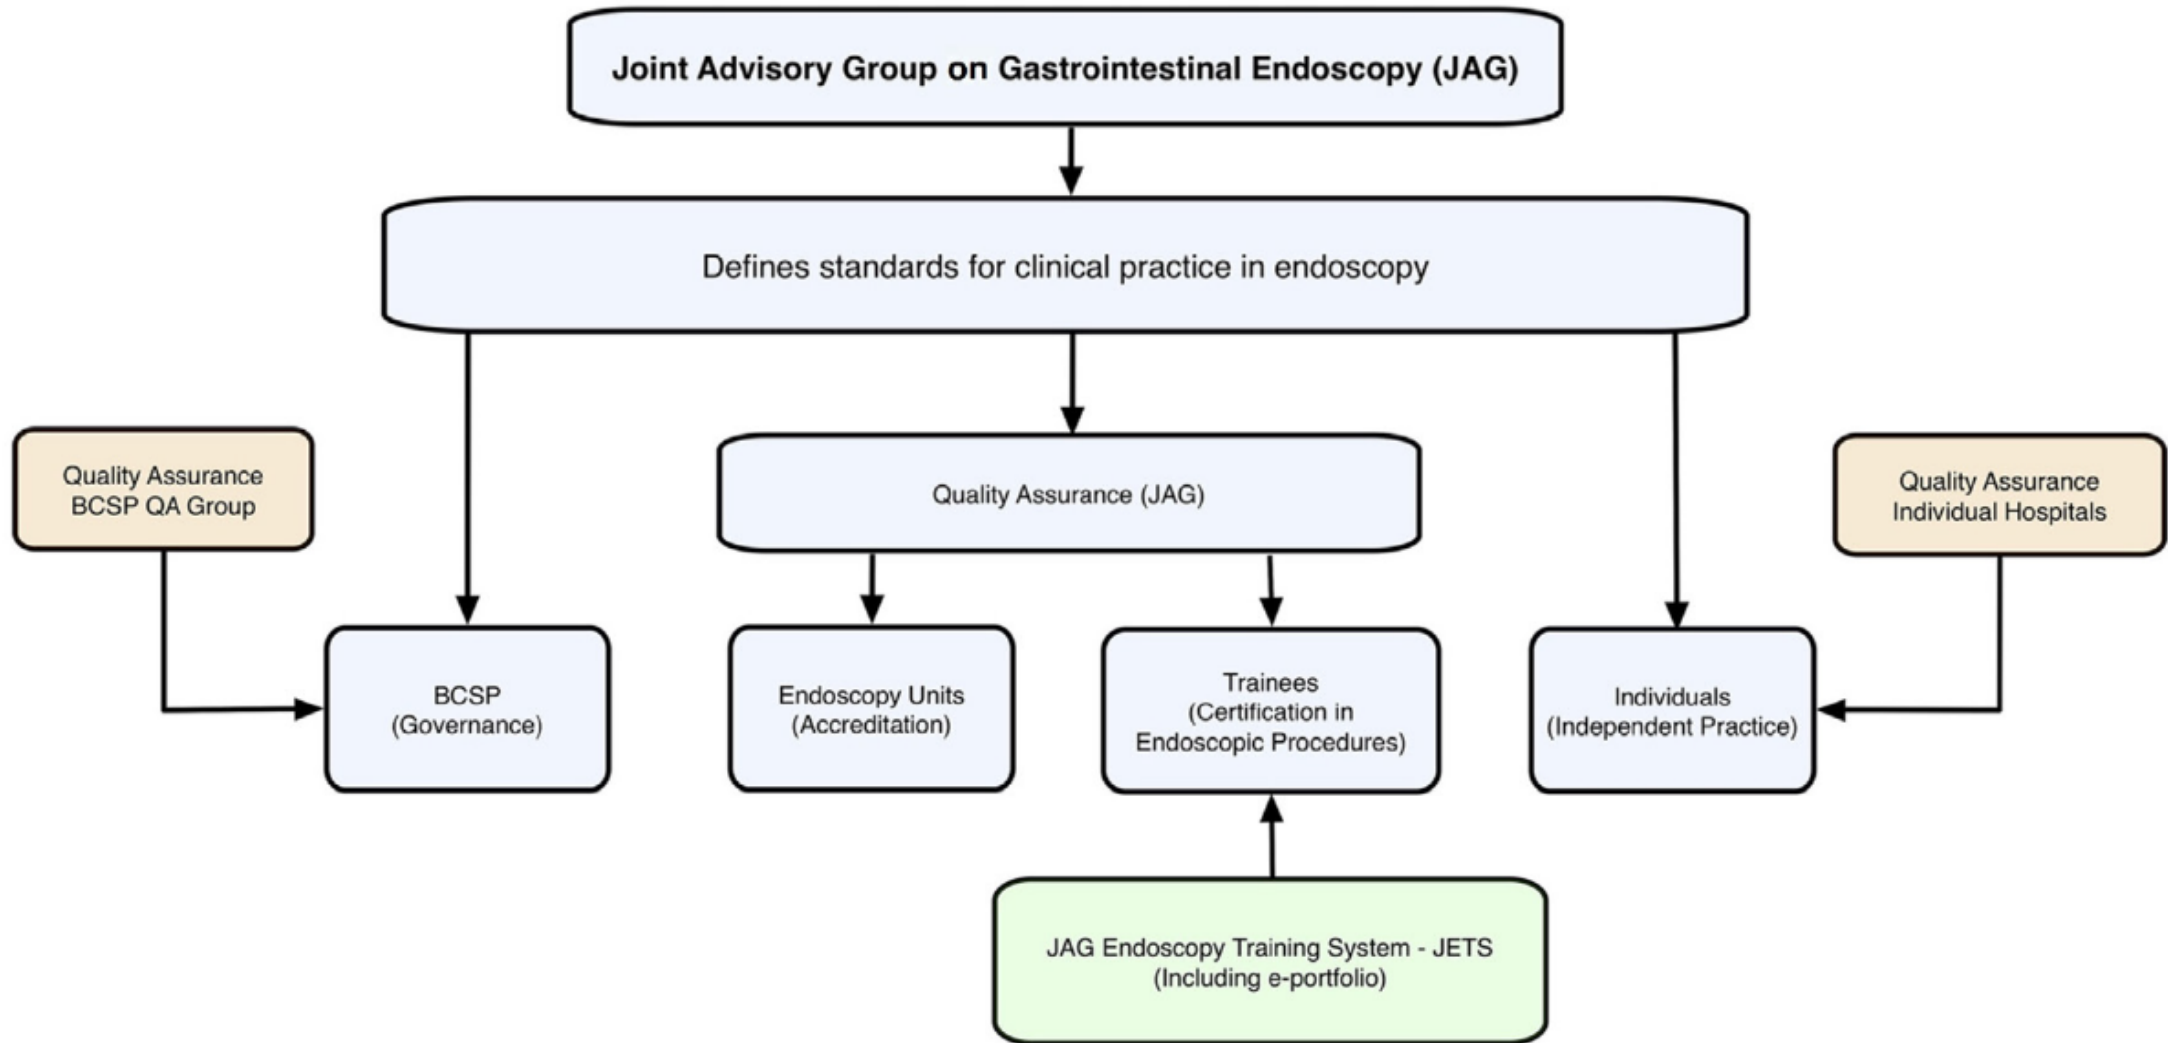 Joint Advisory Group on Gastrointestinal Endoscopy (JAG)
Defines standards for clinical practice in endoscopy
Quality Assurance
BCSP QA Group
Quality Assurance (JAG)
Quality Assurance
Individual Hospitals
BCSP
(Governance)
Endoscopy Units
(Accreditation)
Trainees
(Certification in
Endoscopic Procedures)
Individuals
(Independent Practice)
JAG Endoscopy Training System - JETS
(Including e-portfolio)